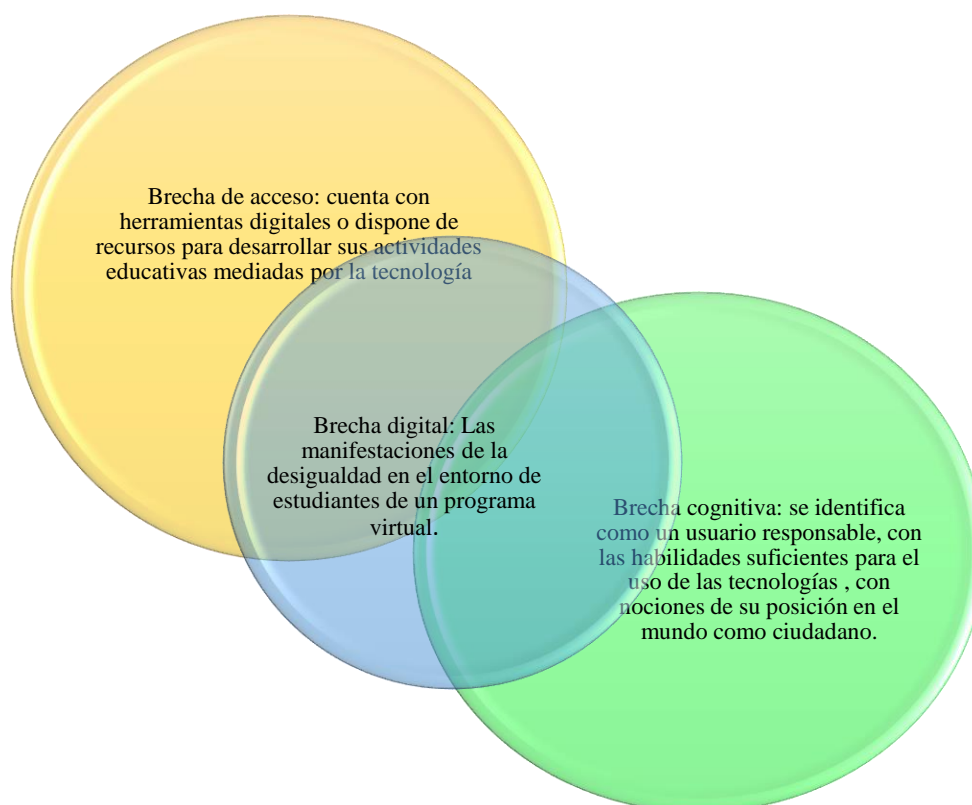 Brecha de acceso: cuenta con
herramientas digitales o dispone de
recursos para desarrollar sus actividades
educativas mediadas por la tecnología
Brecha digital: Las
manifestaciones de la
desigualdad en el entorno de
estudiantes de un programa
virtual.
Brecha cognitiva: se identifica
como un usuario responsable, con
las habilidades suficientes para el
uso de las tecnologías , con
nociones de su posición en el
mundo como ciudadano.